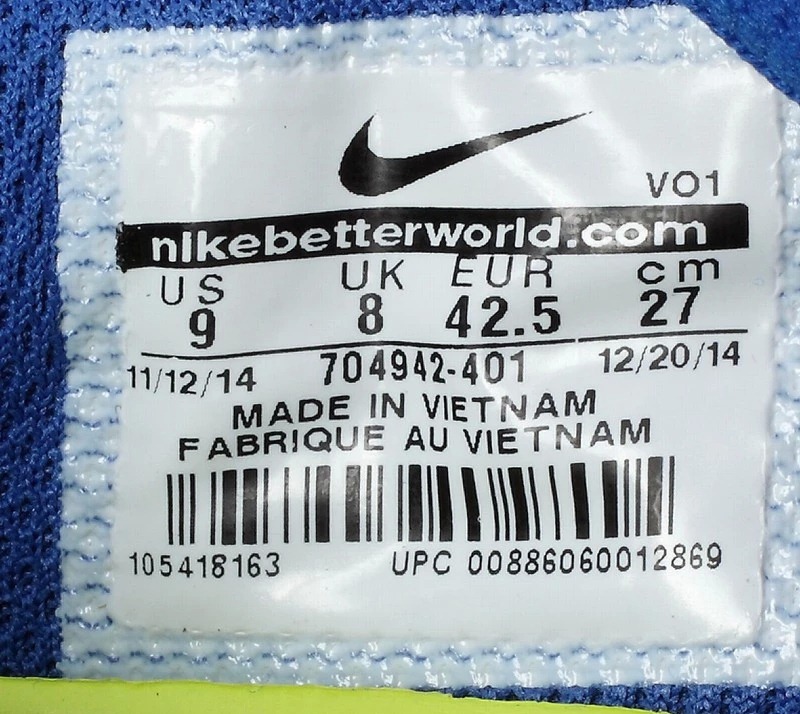 VO1
nikebetterworld.com
US UK EUR cm
9 8 42.5 27
11/12/14 704942-401 12/20/14
MADE IN VIETNAM
FABRIQUE AU VIETNAM
105418163 UPC 00886060012869